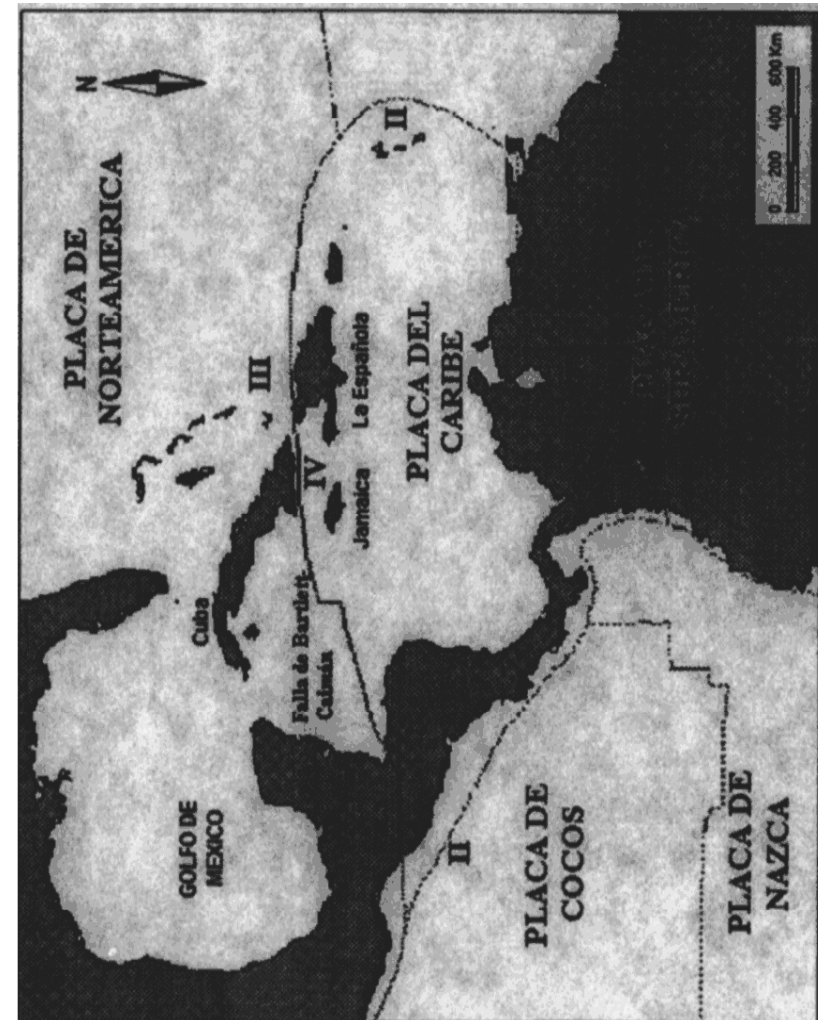 PLACA DE
NORTEAMERICA
N
GOLFO DE
MEXICO
Cuba
III
Falla de Bartlett-
Caimán
IV
II
Jamaica
La Española
PLACA DEL
CARIBE
II
PLACA DE
COCOS
PLACA DE
NAZCA
0 200 400 600 Km